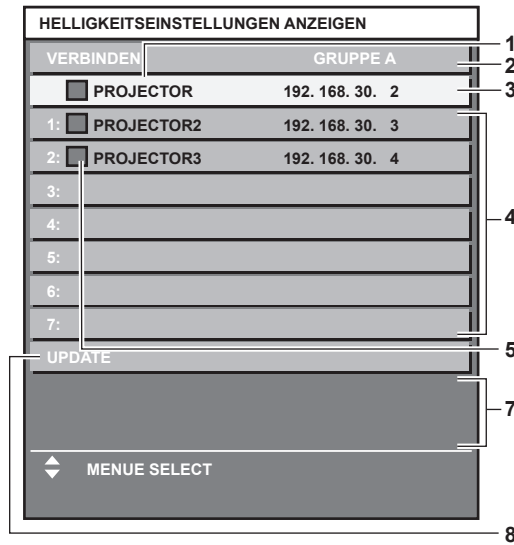 HELLIGKEITSEINSTELLUNGEN ANZEIGEN
1
VERBINDEN GRUPPE A
2
PROJECTOR 192. 168. 30. 2
3
1: PROJECTOR2 192. 168. 30. 3
2: PROJECTOR3 192. 168. 30. 4
3:
4:
4
5:
6:
7:
UPDATE
5
7
MENUE SELECT
8